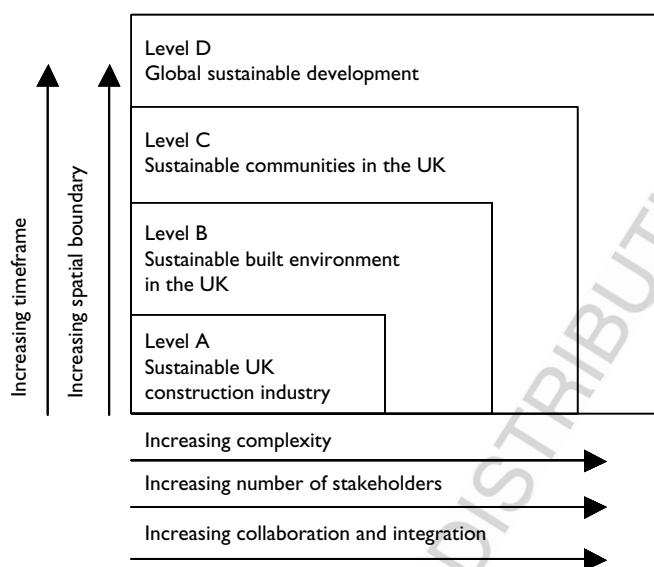 Level D
Global sustainable development
Level C
Sustainable communities in the UK
Level B
Sustainable built environment
in the UK
Level A
Sustainable UK
construction industry
Increasing timeframe
Increasing spatial boundary
Increasing complexity
Increasing number of stakeholders
Increasing collaboration and integration
DISTRIBUTI